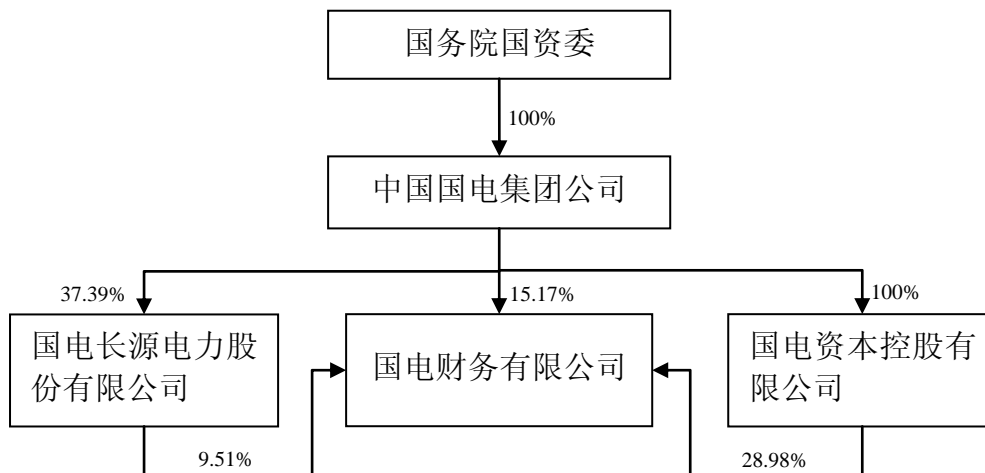 国务院国资委
100%
中国国电集团公司
37.39%
15.17%
100%
国电长源电力股
份有限公司
国电财务有限公司
国电资本控股有
限公司
9.51%
28.98%